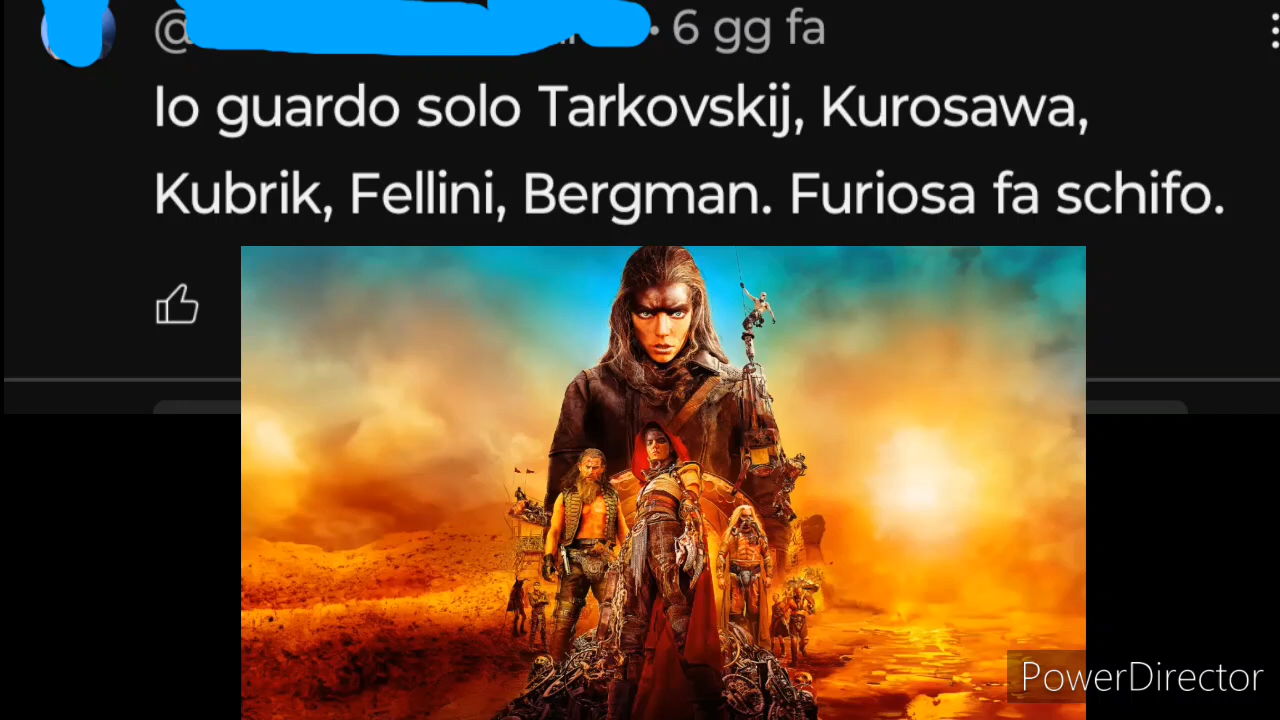 @ • 6 gg fa
Io guardo solo Tarkovskij, Kurosawa,
Kubrik, Fellini, Bergman. Furiosa fa schifo.
PowerDirector